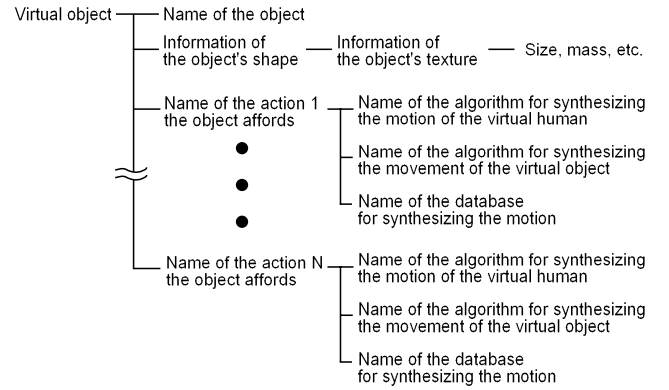 Virtual object
Name of the object
Information of
the object's shape
Information of
the object's texture
Size, mass, etc.
Name of the action 1
the object affords
Name of the algorithm for synthesizing
the motion of the virtual human
Name of the algorithm for synthesizing
the movement of the virtual object
Name of the database
for synthesizing the motion
Name of the action N
the object affords
Name of the algorithm for synthesizing
the motion of the virtual human
Name of the algorithm for synthesizing
the movement of the virtual object
Name of the database
for synthesizing the motion